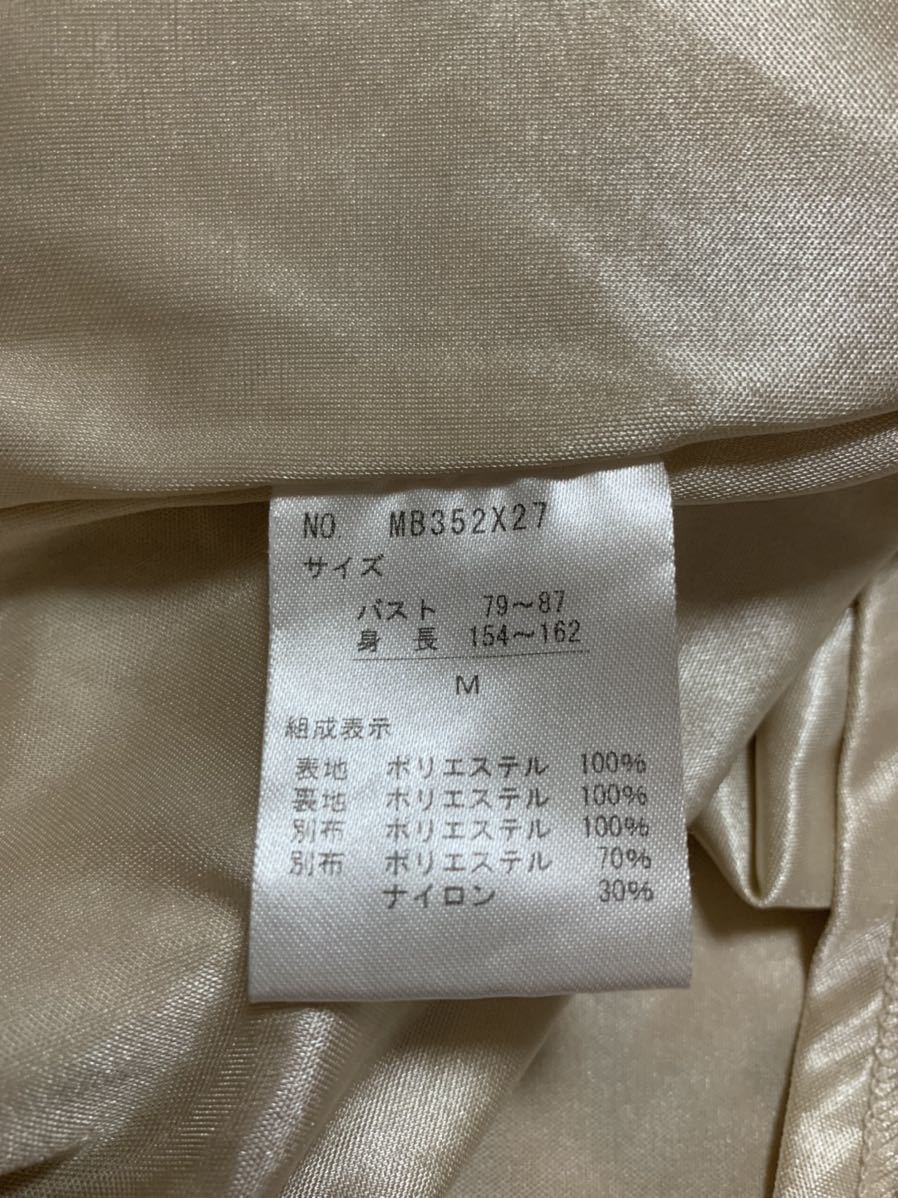 NO. MB352X27
サイズ
バスト 79～87
身長 154～162
M
組成表示
表地 ポリエステル 100%
裏地 ポリエステル 100%
別布 ポリエステル 100%
別布 ポリエステル 70%
ナイロン 30%